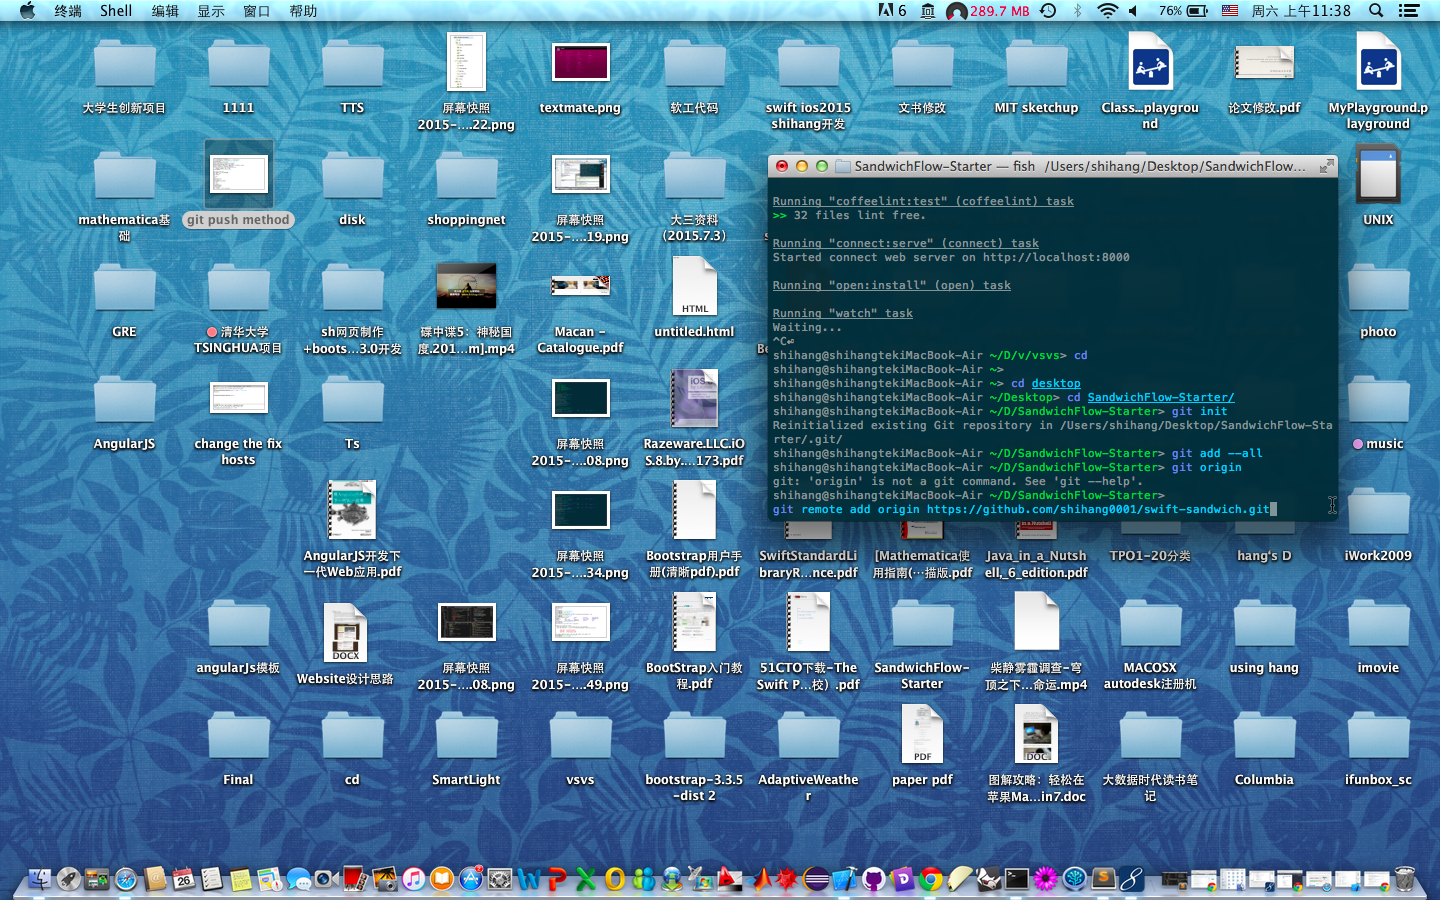 终端 Shell 编辑 显示 窗口 帮助
6 289.7 MB 76% 周六 上午11:38
大学生创新项目
1111
TTS
屏幕快照
2015-....22.png
textmate.png
软工代码
swift ios2015
shihang开发
文书修改
MIT sketchup
Class...playgrou
nd
论文修改.pdf
MyPlayground.p
layground
mathematica基
础
git push method
disk
shoppingnet
屏幕快照
2015-....19.png
大三资料
（2015.7.3）
UNIX
GRE
清华大学
TSINGHUA项目
sh网页制作
+boots...3.0开发
碟中谍5：神秘国
度.201...m].mp4
Macan -
Catalogue.pdf
HTML
untitled.html
photo
AngularJS
change the fix
hosts
Ts
屏幕快照
2015-....08.png
Razeware.LLC.iO
S.8.by....173.pdf
music
SandwichFlow-Starter — fish /Users/shihang/Desktop/SandwichFlow...
Running "coffeelint:test" (coffeelint) task
>> 32 files lint free.
Running "connect:serve" (connect) task
Started connect web server on http://localhost:8000
Running "open:install" (open) task
Running "watch" task
Waiting...
^C⏎
shihang@shihangtekiMacBook-Air ~/D/v/vsvs> cd
shihang@shihangtekiMacBook-Air ~>
shihang@shihangtekiMacBook-Air ~> cd desktop
shihang@shihangtekiMacBook-Air ~/Desktop> cd SandwichFlow-Starter/
shihang@shihangtekiMacBook-Air ~/D/SandwichFlow-Starter> git init
Reinitialized existing Git repository in /Users/shihang/Desktop/SandwichFlow-Sta
rter/.git/
shihang@shihangtekiMacBook-Air ~/D/SandwichFlow-Starter> git add --all
shihang@shihangtekiMacBook-Air ~/D/SandwichFlow-Starter> git origin
git: 'origin' is not a git command. See 'git --help'.
shihang@shihangtekiMacBook-Air ~/D/SandwichFlow-Starter>
git remote add origin https://github.com/shihang0001/swift-sandwich.git
AngularJS开发下
一代Web应用.pdf
屏幕快照
2015-....34.png
Bootstrap用户手
册(清晰pdf).pdf
SwiftStandardLi
braryR...nce.pdf
[Mathematica使
用指南(...描版.pdf
Java_in_a_Nutsh
ell,_6_edition.pdf
TPO1-20分类
hang's D
iWork2009
angularJs模板
DOCX
Website设计思路
屏幕快照
2015-....08.png
屏幕快照
2015-....49.png
BootStrap入门教
程.pdf
51CTO下载-The
Swift P...校）.pdf
SandwichFlow-
Starter
柴静雾霾调查-穹
顶之下...命运.mp4
MACOSX
autodesk注册机
using hang
imovie
Final
cd
SmartLight
vsvs
bootstrap-3.3.5
-dist 2
AdaptiveWeathe
r
PDF
paper pdf
DOC
图解攻略：轻松在
苹果Ma...in7.doc
大数据时代读书笔
记
Columbia
ifunbox_sc
26